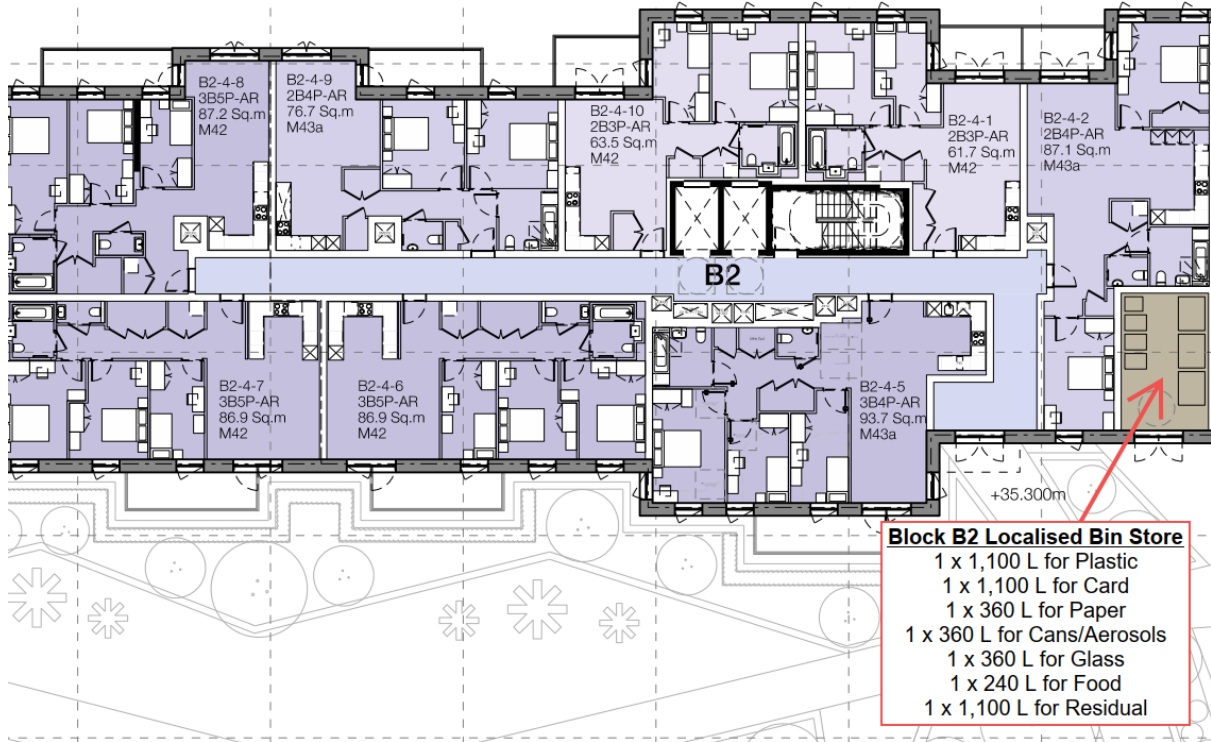 B2-4-8
3B5P-AR
87.2 Sq.m
M42
B2-4-9
2B4P-AR
76.7 Sq.m
M43a
B2-4-10
2B3P-AR
63.5 Sq.m
M42
B2-4-1
2B3P-AR
61.7 Sq.m
M42
B2-4-2
2B4P-AR
87.1 Sq.m
M43a
B2
B2-4-7
3B5P-AR
86.9 Sq.m
M42
B2-4-6
3B5P-AR
86.9 Sq.m
M42
B2-4-5
3B4P-AR
93.7 Sq.m
M43a
+35.300m
Block B2 Localised Bin Store
1 x 1,100 L for Plastic
1 x 1,100 L for Card
1 x 360 L for Paper
1 x 360 L for Cans/Aerosols
1 x 360 L for Glass
1 x 240 L for Food
1 x 1,100 L for Residual